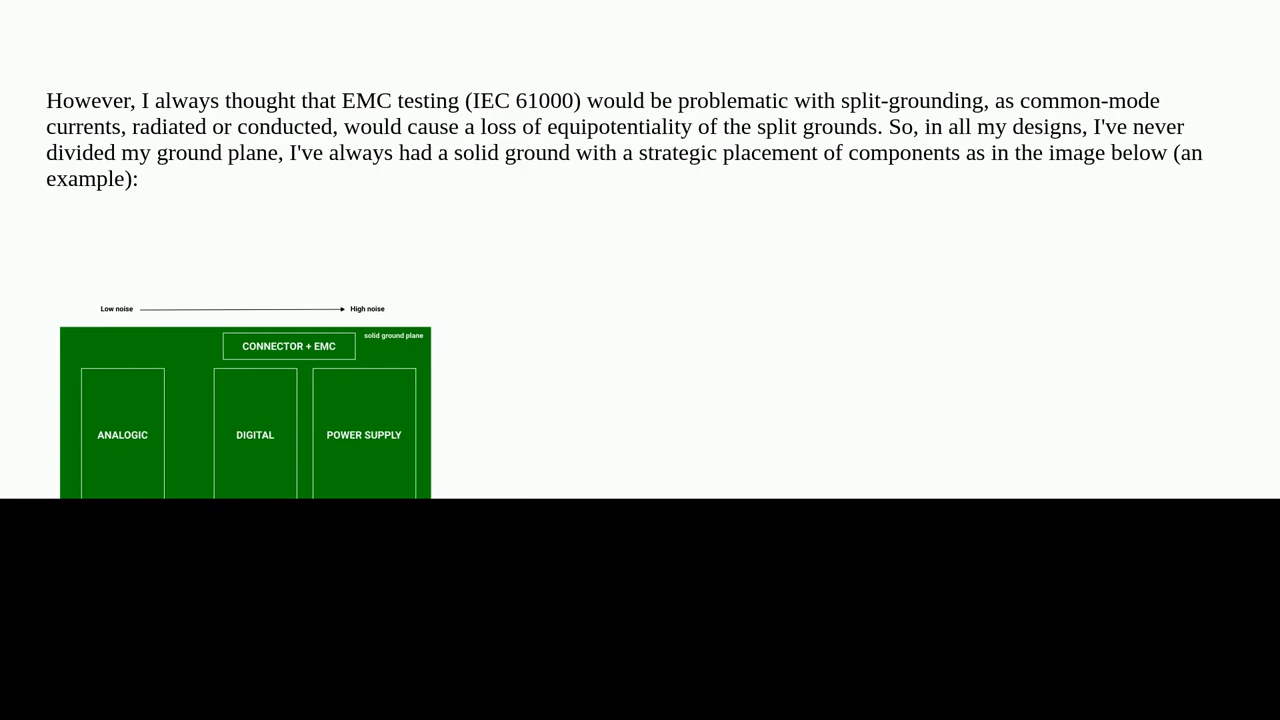 However, I always thought that EMC testing (IEC 61000) would be problematic with split-grounding, as common-mode
currents, radiated or conducted, would cause a loss of equipotentiality of the split grounds. So, in all my designs, I've never
divided my ground plane, I've always had a solid ground with a strategic placement of components as in the image below (an
example):
Low noise
High noise
solid ground plane
CONNECTOR + EMC
ANALOGIC
DIGITAL
POWER SUPPLY